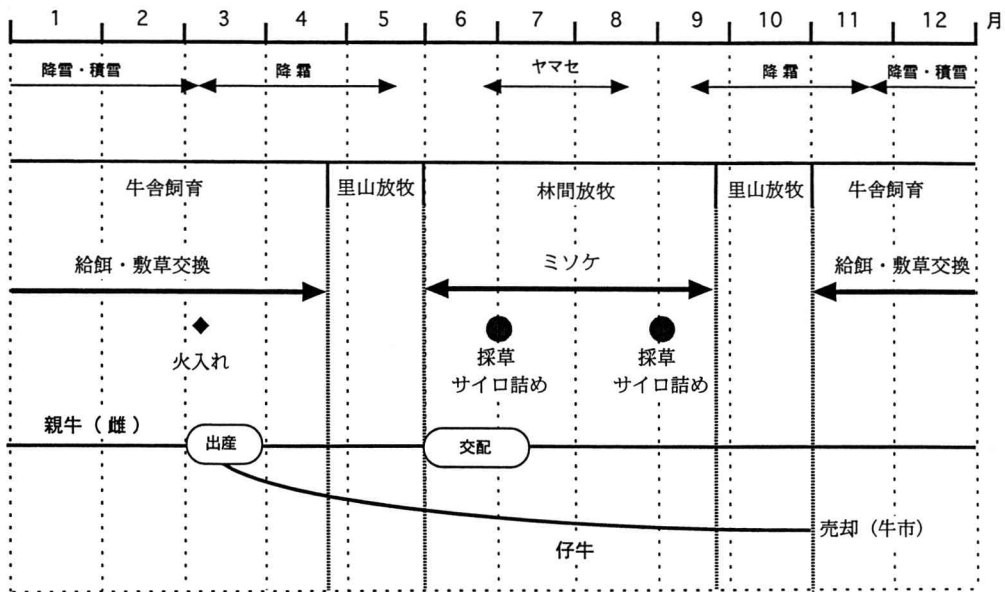 1 2 3 4 5 6 7 8 9 10 11 12 月
降雪・積雪 降 霜 ヤマセ 降 霜 降雪・積雪
牛舎飼育 里山放牧 林間放牧 里山放牧 牛舎飼育
給餌・敷草交換 ミソケ 給餌・敷草交換
火入れ 採草 採草
サイロ詰め サイロ詰め
親牛（雌）
出産 交配
売却（牛市）
仔牛